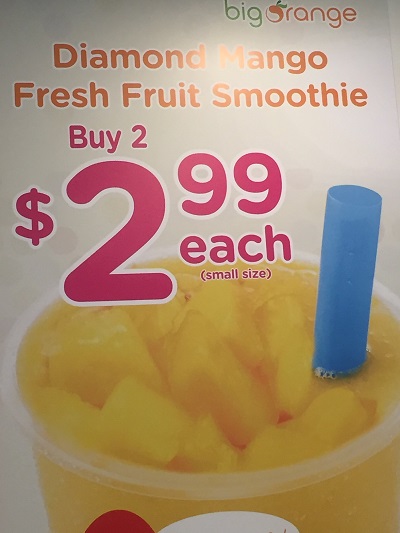 big Orange
Diamond Mango
Fresh Fruit Smoothie
Buy 2
$2.99
each
(small size)